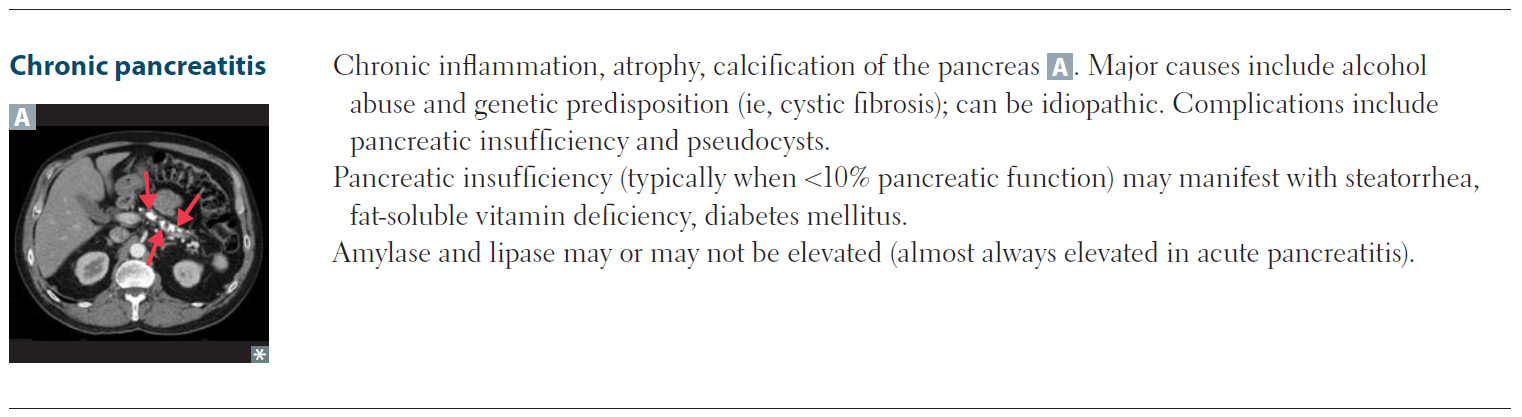 Chronic pancreatitis
A
Chronic inflammation, atrophy, calcification of the pancreas A. Major causes include alcohol
abuse and genetic predisposition (ie, cystic fibrosis); can be idiopathic. Complications include
pancreatic insufficiency and pseudocysts.
Pancreatic insufficiency (typically when <10% pancreatic function) may manifest with steatorrhea,
fat-soluble vitamin deficiency, diabetes mellitus.
Amylase and lipase may or may not be elevated (almost always elevated in acute pancreatitis).
*